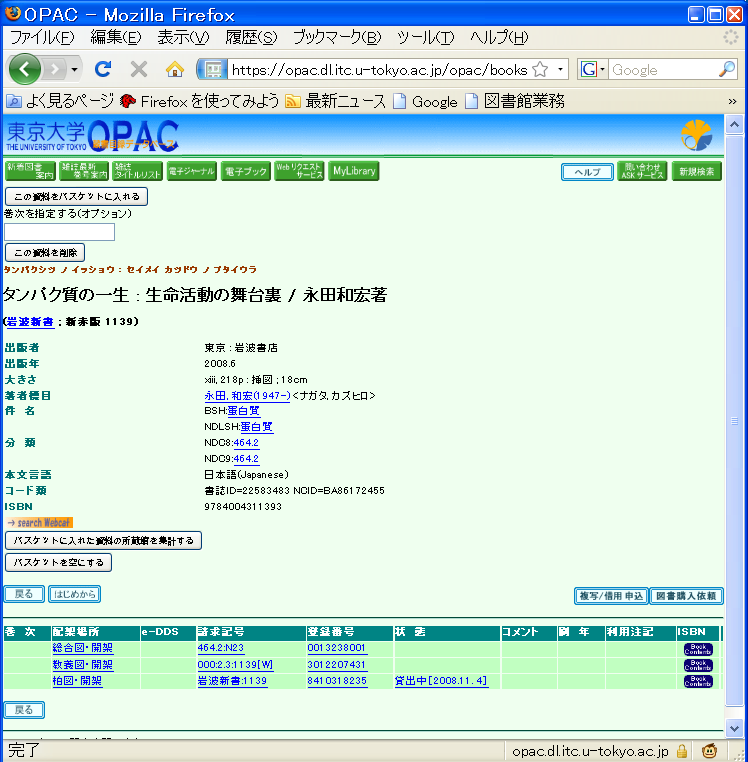 OPAC - Mozilla Firefox
ファイル(F) 編集(E) 表示(V) 履歴(S) ブックマーク(B) ツール(T) ヘルプ(H)
https://opac.dl.itc.u-tokyo.ac.jp/opac/books
Google
よく見るページ Firefox を使ってみよう 最新ニュース Google 図書館業務 »
東京大学 OPAC
THE UNIVERSITY OF TOKYO
新着図書案内 雑誌最新巻号案内 雑誌タイトルリスト 電子ジャーナル 電子ブック Webリクエストサービス MyLibrary ヘルプ 問い合わせASKサービス 新規検索
この資料をバスケットに入れる
巻次を指定する(オプション)
この資料を削除
タンパクシツ ノ イッショウ : セイメイ カツドウ ノ ブタイウラ
タンパク質の一生 : 生命活動の舞台裏 / 永田和宏著
(岩波新書 ; 新赤版 1139)
出版者 東京 : 岩波書店
出版年 2008.6
大きさ xiii, 218p : 挿図 ; 18cm
著者標目 永田, 和宏(1947-)<ナガタ, カズヒロ>
件 名 BSH:蛋白質
NDLSH:蛋白質
分 類 NDC8:464.2
NDC9:464.2
本文言語 日本語(Japanese)
コード類 書誌ID=22583483 NCID=BA86172455
ISBN 9784004311393
search Webcat
バスケットに入れた資料の所蔵館を集計する
バスケットを空にする
戻る はじめから 複写/借用 申込 図書購入依頼
巻 次 配架場所 e-DDS 請求記号 登録番号 状 態 コメント 刷 年 利用注記 ISBN
総合図・開架 464.2:N23 0013238001 Book Contents
教養図・開架 000:2.3:1139[W] 3012207431 Book Contents
柏図・開架 岩波新書:1139 8410318235 貸出中[2008.11. 4] Book Contents
戻る
完了 opac.dl.itc.u-tokyo.ac.jp